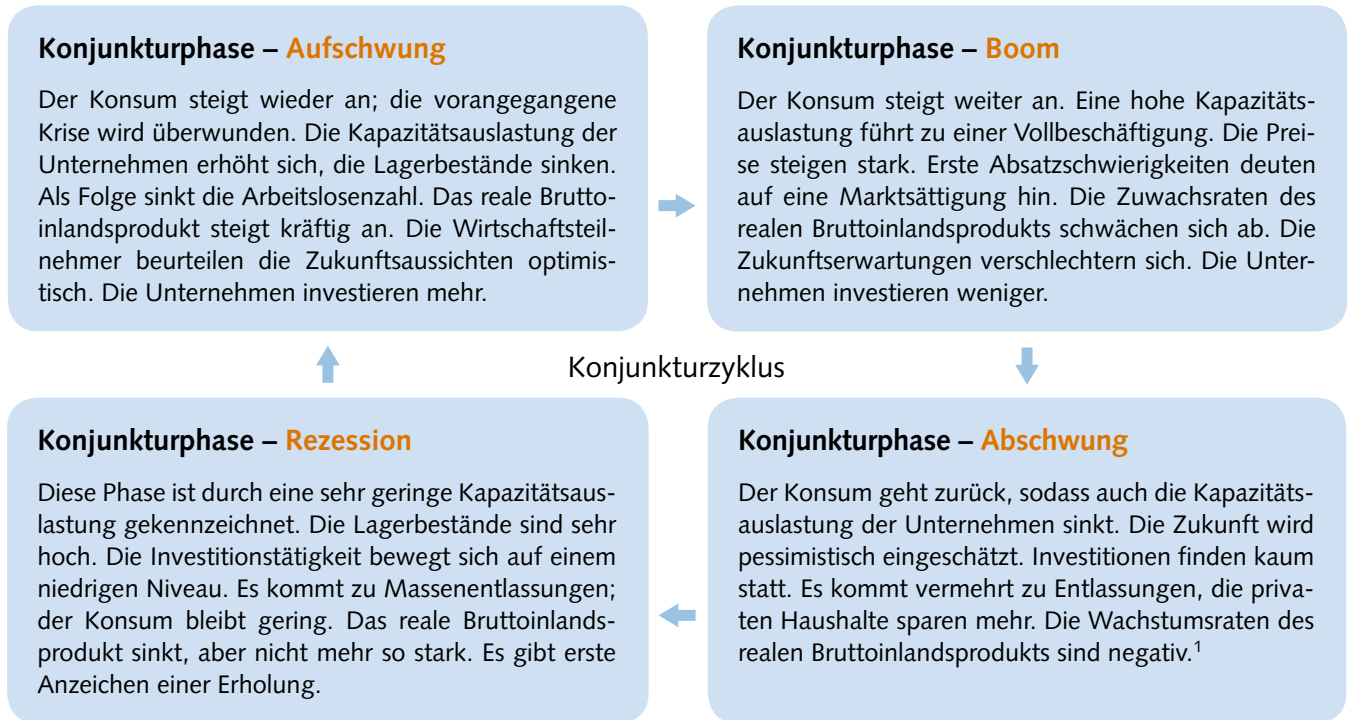 Konjunkturphase – Aufschwung
Der Konsum steigt wieder an; die vorangegangene
Krise wird überwunden. Die Kapazitätsauslastung der
Unternehmen erhöht sich, die Lagerbestände sinken.
Als Folge sinkt die Arbeitslosenzahl. Das reale Brutto-
inlandsprodukt steigt kräftig an. Die Wirtschaftsteil-
nehmer beurteilen die Zukunftsaussichten optimis-
tisch. Die Unternehmen investieren mehr.
Konjunkturphase – Boom
Der Konsum steigt weiter an. Eine hohe Kapazitäts-
auslastung führt zu einer Vollbeschäftigung. Die Prei-
se steigen stark. Erste Absatzschwierigkeiten deuten
auf eine Marktsättigung hin. Die Zuwachsraten des
realen Bruttoinlandsprodukts schwächen sich ab. Die
Zukunftserwartungen verschlechtern sich. Die Unter-
nehmen investieren weniger.
Konjunkturzyklus
Konjunkturphase – Rezession
Diese Phase ist durch eine sehr geringe Kapazitätsaus-
lastung gekennzeichnet. Die Lagerbestände sind sehr
hoch. Die Investitionstätigkeit bewegt sich auf einem
niedrigen Niveau. Es kommt zu Massenentlassungen;
der Konsum bleibt gering. Das reale Bruttoinlands-
produkt sinkt, aber nicht mehr so stark. Es gibt erste
Anzeichen einer Erholung.
Konjunkturphase – Abschwung
Der Konsum geht zurück, sodass auch die Kapazitäts-
auslastung der Unternehmen sinkt. Die Zukunft wird
pessimistisch eingeschätzt. Investitionen finden kaum
statt. Es kommt vermehrt zu Entlassungen, die priva-
ten Haushalte sparen mehr. Die Wachstumsraten des
realen Bruttoinlandsprodukts sind negativ.¹